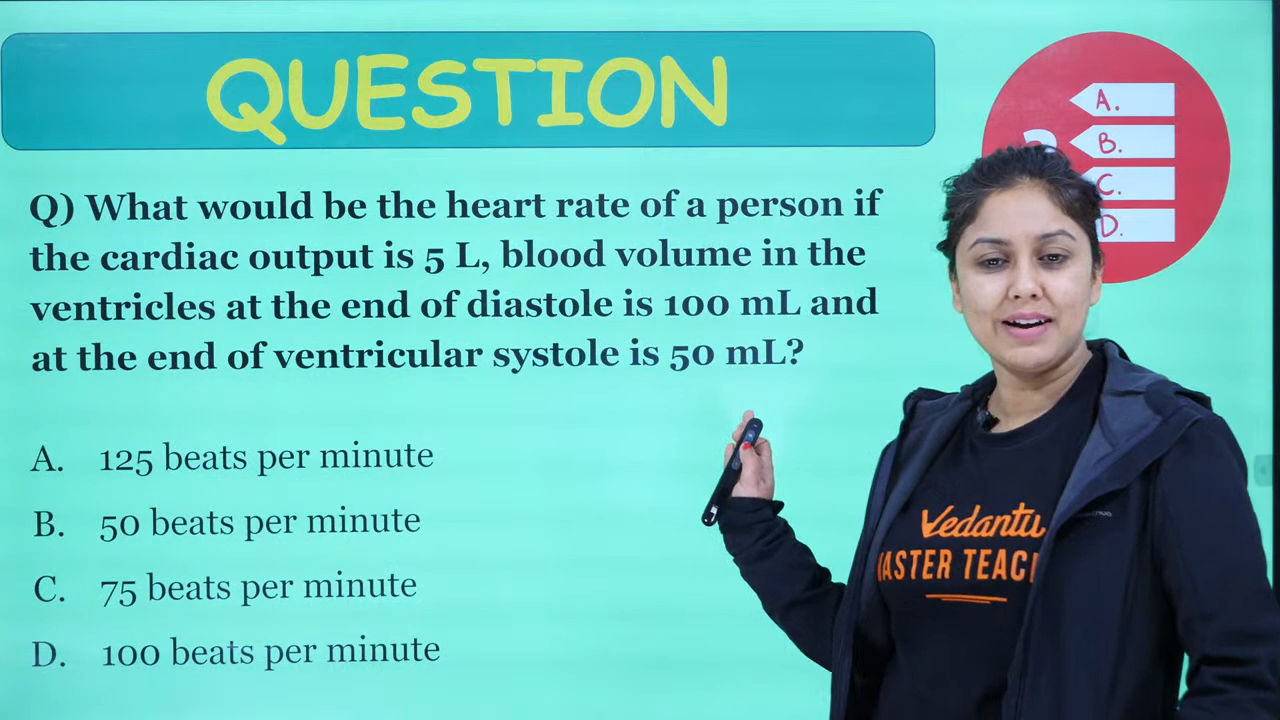 QUESTION
A.
B.
C.
D.
Q) What would be the heart rate of a person if
the cardiac output is 5 L, blood volume in the
ventricles at the end of diastole is 100 mL and
at the end of ventricular systole is 50 mL?
A. 125 beats per minute
B. 50 beats per minute
C. 75 beats per minute
D. 100 beats per minute
Vedantu